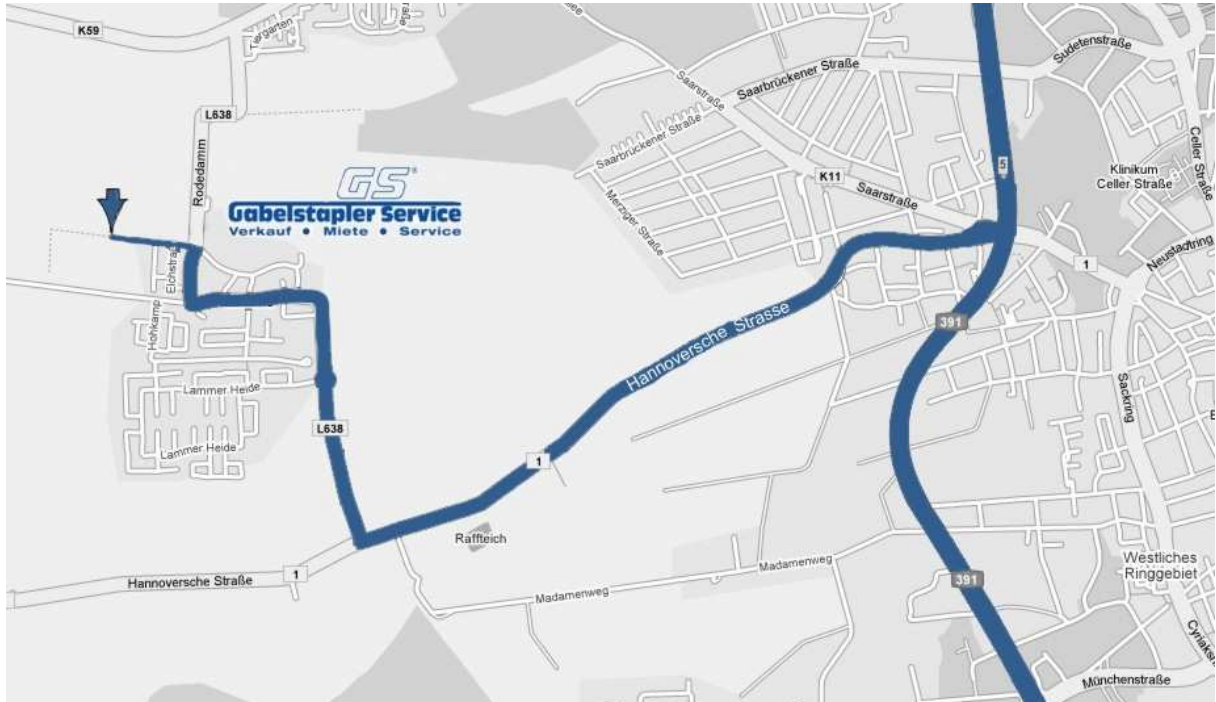 K59
Tiergarten
L638
Rodedamm
GS®
Gabelstapler Service
Verkauf • Miete • Service
Hohkamp
Lammer Heide
Lammer Heide
L638
Hannoversche Straße
1
Raffteich
1
Hannoversche Strasse
Madamenweg
Madamenweg
Saarstraße
Saarbrückener Straße
Saarbrückener Straße
Merziger Straße
K11
Saarstraße
5
Sudetenstraße
Celler Straße
Klinikum
Celler Straße
Neustadtring
1
391
Sackring
391
Westliches
Ringgebiet
Münchenstraße